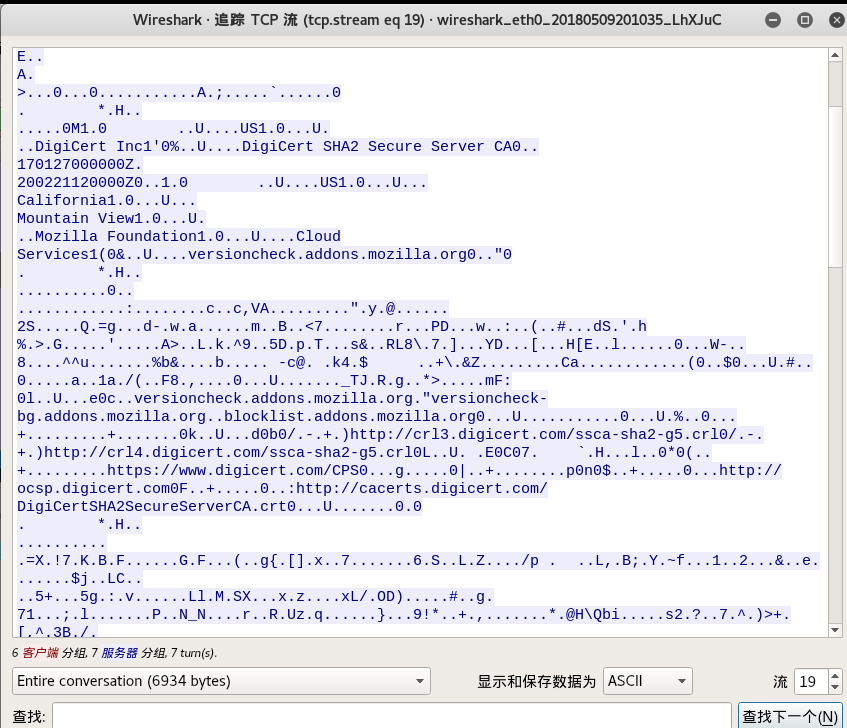 Wireshark · 追踪 TCP 流 (tcp.stream eq 19) · wireshark_eth0_20180509201035_LhXJuC
E..
A.
>...0...0...........A.;.....`......0
.        *.H..
.....0M1.0        ..U....US1.0...U.
..DigiCert Inc1'0%..U....DigiCert SHA2 Secure Server CA0..
170127000000Z.
200221120000Z0..1.0        ..U....US1.0...U...
California1.0...U...
Mountain View1.0...U.
..Mozilla Foundation1.0...U....Cloud
Services1(0&..U....versioncheck.addons.mozilla.org0.."0
.        *.H..
..........0..
............:........c..c,VA.........".y.@......
2S.....Q.=g...d-.w.a......m..B..<7........r...PD...w..:..(..#...dS.'.h
%.>.G.....'.....A>..L.k.^9..5D.p.T...s&..RL8\.7.]...YD...[...H[E..l......0...W-..
8....^^u.......%b&....b..... -c@. .k4.$      ..+\.&Z.........Ca............(0..$0...U.#..
0.....a..1a./(..F8.,....0...U......._TJ.R.g..*>.....mF:
0l..U...e0c..versioncheck.addons.mozilla.org."versioncheck-
bg.addons.mozilla.org..blocklist.addons.mozilla.org0...U...........0...U.%..0...
+.........+.......0k..U...d0b0/.-.+.)http://crl3.digicert.com/ssca-sha2-g5.crl0/.-.
+.)http://crl4.digicert.com/ssca-sha2-g5.crl0L..U. .E0C07.    `.H...l..0*0(..
+.........https://www.digicert.com/CPS0...g.....0|..+........p0n0$..+.....0...http://
ocsp.digicert.com0F..+.....0..:http://cacerts.digicert.com/
DigiCertSHA2SecureServerCA.crt0...U.......0.0
.        *.H..
..........
.=X.!7.K.B.F......G.F...(..g{.[].x..7.......6.S..L.Z..../p .  ..L,.B;.Y.~f...1..2...&..e.
......$j..LC..
..5+...5g.:.v......Ll.M.SX...x.z....xL/.OD).....#..g.
71...;.l.......P..N_N....r..R.Uz.q......}...9!*..+.,.......*.@H\Qbi.....s2.?..7.^.)>+.
[.^.3B./.
6 客户端 分组, 7 服务器 分组, 7 turn(s).
Entire conversation (6934 bytes) 显示和保存数据为 ASCII 流 19
查找: 查找下一个(N)